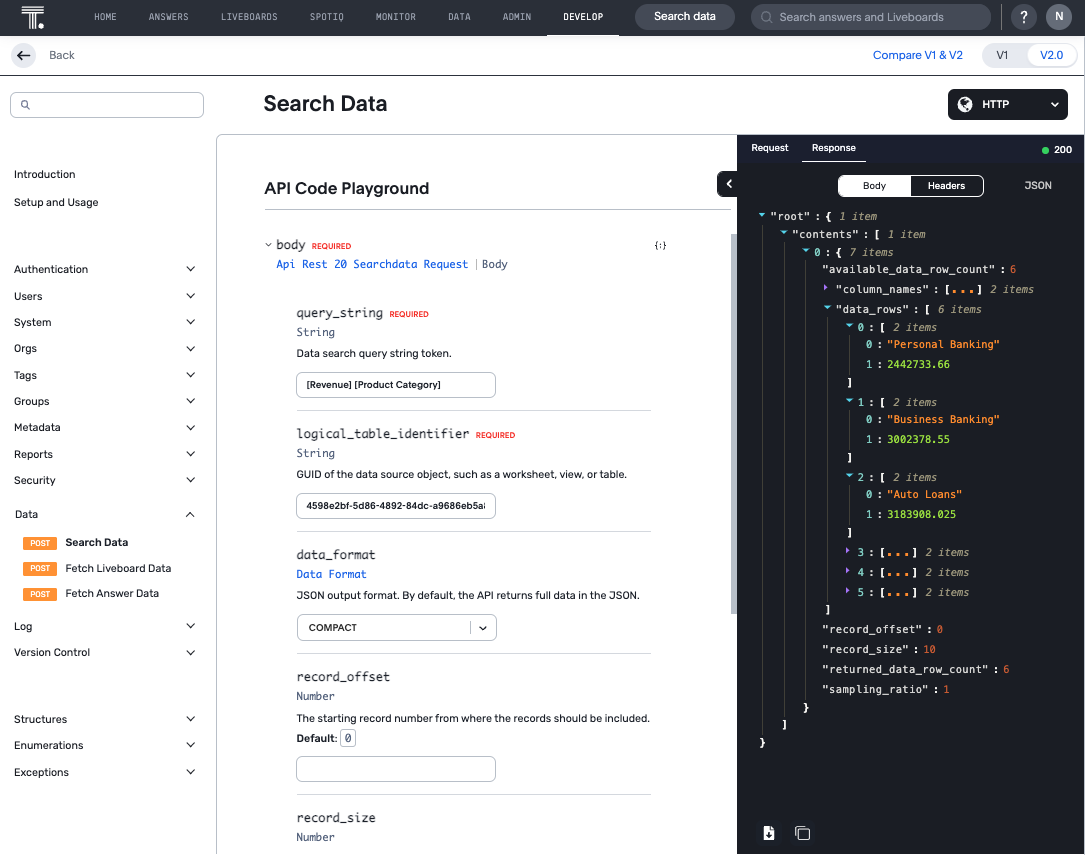 HOME ANSWERS LIVEBOARDS SPOTIQ MONITOR DATA ADMIN DEVELOP Search data Search answers and Liveboards ? N
Back Compare V1 & V2 V1 V2.0
Search Data HTTP
Introduction
Setup and Usage
Authentication
Users
System
Orgs
Tags
Groups
Metadata
Reports
Security
Data
POST Search Data
POST Fetch Liveboard Data
POST Fetch Answer Data
Log
Version Control
Structures
Enumerations
Exceptions
API Code Playground
body REQUIRED {:}
Api Rest 20 Searchdata Request | Body
query_string REQUIRED
String
Data search query string token.
[Revenue] [Product Category]
logical_table_identifier REQUIRED
String
GUID of the data source object, such as a worksheet, view, or table.
4598e2bf-5d86-4892-84dc-a9686eb5a
data_format
Data Format
JSON output format. By default, the API returns full data in the JSON.
COMPACT
record_offset
Number
The starting record number from where the records should be included.
Default: 0
record_size
Number
Request Response 200
Body Headers JSON
"root" : { 1 item
"contents" : [ 1 item
0 : { 7 items
"available_data_row_count" : 6
"column_names" : [...] 2 items
"data_rows" : [ 6 items
0 : [ 2 items
0 : "Personal Banking"
1 : 2442733.66
]
1 : [ 2 items
0 : "Business Banking"
1 : 3002378.55
]
2 : [ 2 items
0 : "Auto Loans"
1 : 3183908.025
]
3 : [...] 2 items
4 : [...] 2 items
5 : [...] 2 items
]
"record_offset" : 0
"record_size" : 10
"returned_data_row_count" : 6
"sampling_ratio" : 1
}
]
}